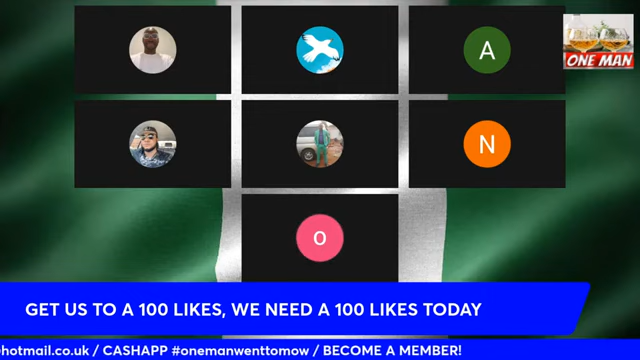 A
ONE MAN
N
O
GET US TO A 100 LIKES, WE NEED A 100 LIKES TODAY
hotmail.co.uk / CASHAPP #onemanwenttomow / BECOME A MEMBER!